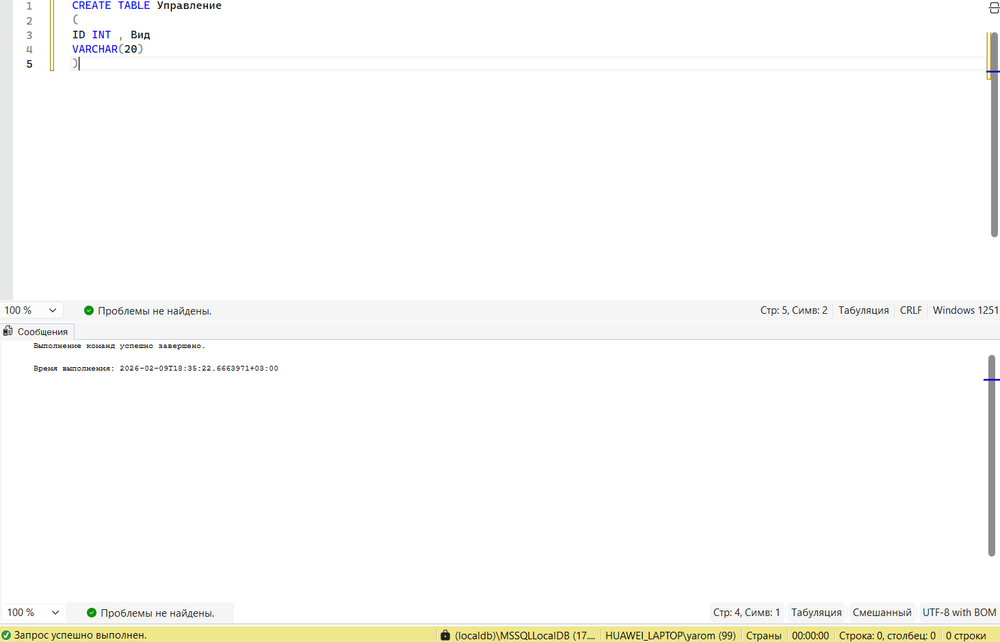 1 CREATE TABLE Управление
2 (
3 ID INT , Вид
4 VARCHAR(20)
5 )
100 % Проблемы не найдены. Стр: 5, Симв: 2 Табуляция CRLF Windows 1251
Сообщения
Выполнение команд успешно завершено.
Время выполнения: 2026-02-09T18:35:22.6663971+03:00
100 % Проблемы не найдены. Стр: 4, Симв: 1 Табуляция Смешанный UTF-8 with BOM
Запрос успешно выполнен. (localdb)\MSSQLLocalDB (17.... HUAWEI_LAPTOP\yarom (99) Страны 00:00:00 Строка: 0, столбец: 0 0 строки